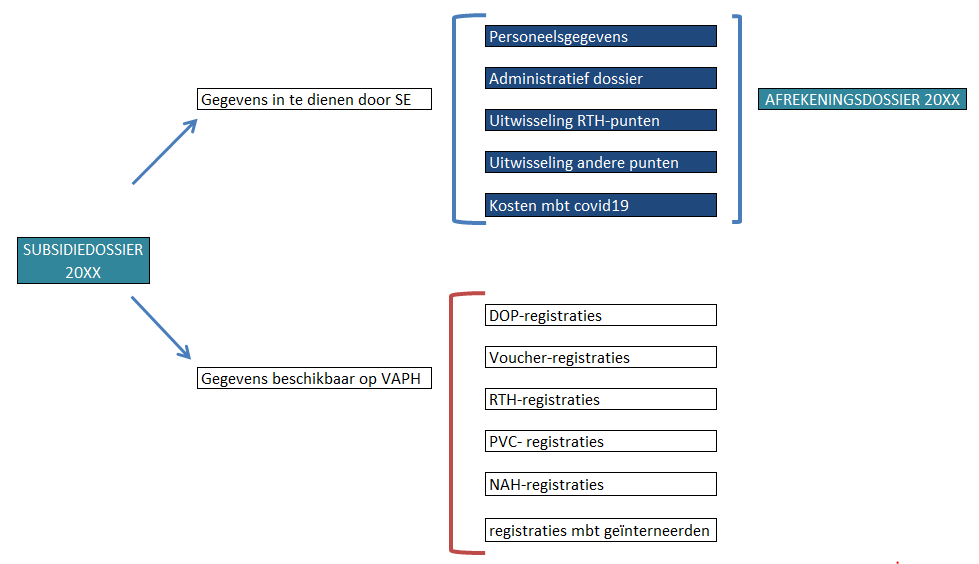 SUBSIDIEDOSSIER
20XX
Gegevens in te dienen door SE
Personeelsgegevens
Administratief dossier
Uitwisseling RTH-punten
Uitwisseling andere punten
Kosten mbt covid19
AFREKENINGSDOSSIER 20XX
Gegevens beschikbaar op VAPH
DOP-registraties
Voucher-registraties
RTH-registraties
PVC- registraties
NAH-registraties
registraties mbt geïnterneerden